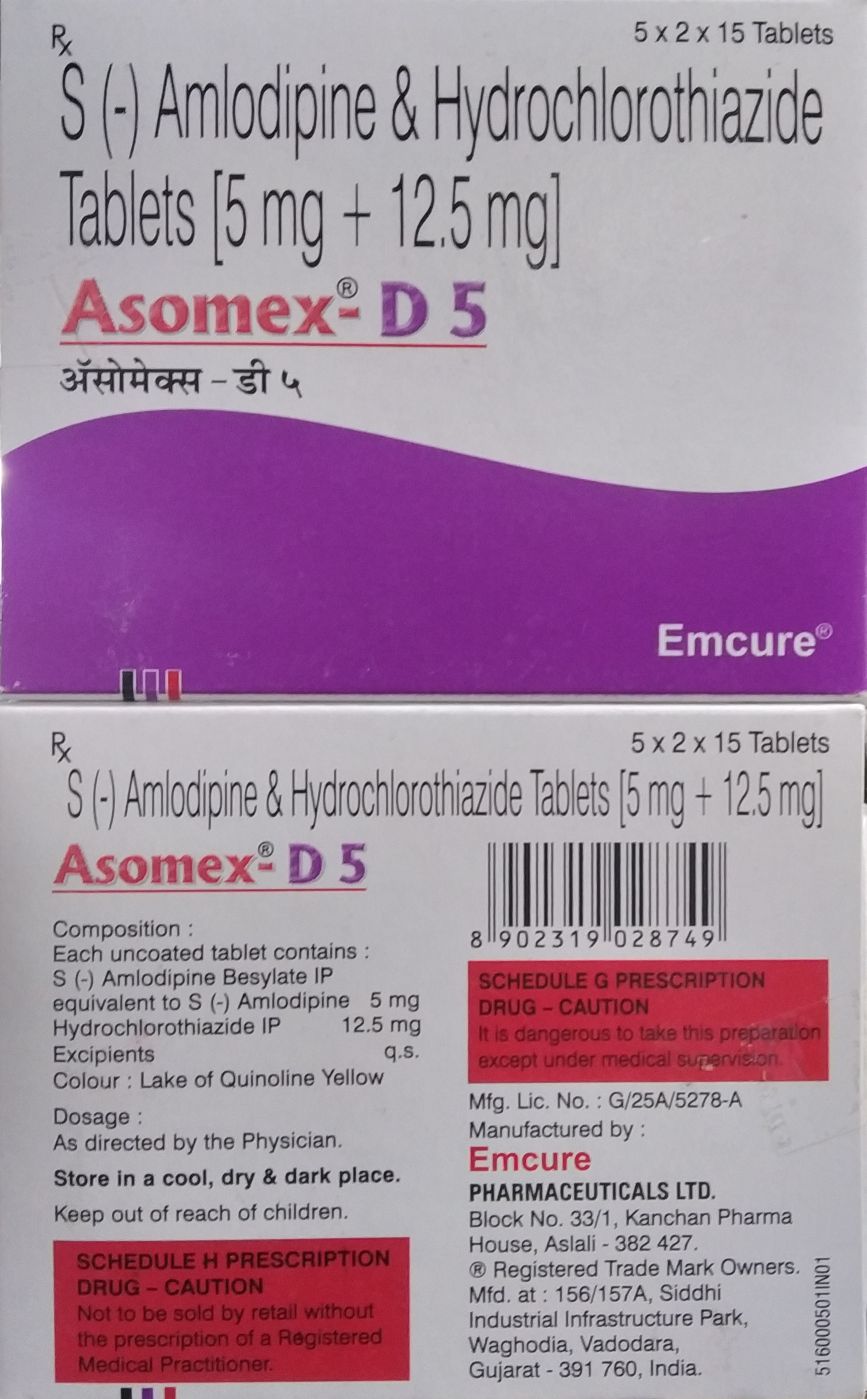 Rx
5 x 2 x 15 Tablets
S (-) Amlodipine & Hydrochlorothiazide
Tablets [5 mg + 12.5 mg]
Asomex®- D 5
ॲसोमेक्स - डी ५
Emcure®
Rx
5 x 2 x 15 Tablets
S (-) Amlodipine & Hydrochlorothiazide Tablets [5 mg + 12.5 mg]
Asomex®- D 5
Composition :
Each uncoated tablet contains :
S (-) Amlodipine Besylate IP
equivalent to S (-) Amlodipine 5 mg
Hydrochlorothiazide IP 12.5 mg
Excipients q.s.
Colour : Lake of Quinoline Yellow
Dosage :
As directed by the Physician.
Store in a cool, dry & dark place.
Keep out of reach of children.
SCHEDULE H PRESCRIPTION
DRUG – CAUTION
Not to be sold by retail without
the prescription of a Registered
Medical Practitioner.
8 902319 028749
SCHEDULE G PRESCRIPTION
DRUG – CAUTION
It is dangerous to take this preparation
except under medical supervision.
Mfg. Lic. No. : G/25A/5278-A
Manufactured by :
Emcure
PHARMACEUTICALS LTD.
Block No. 33/1, Kanchan Pharma
House, Aslali - 382 427.
® Registered Trade Mark Owners.
Mfd. at : 156/157A, Siddhi
Industrial Infrastructure Park,
Waghodia, Vadodara,
Gujarat - 391 760, India.
516000501IN01